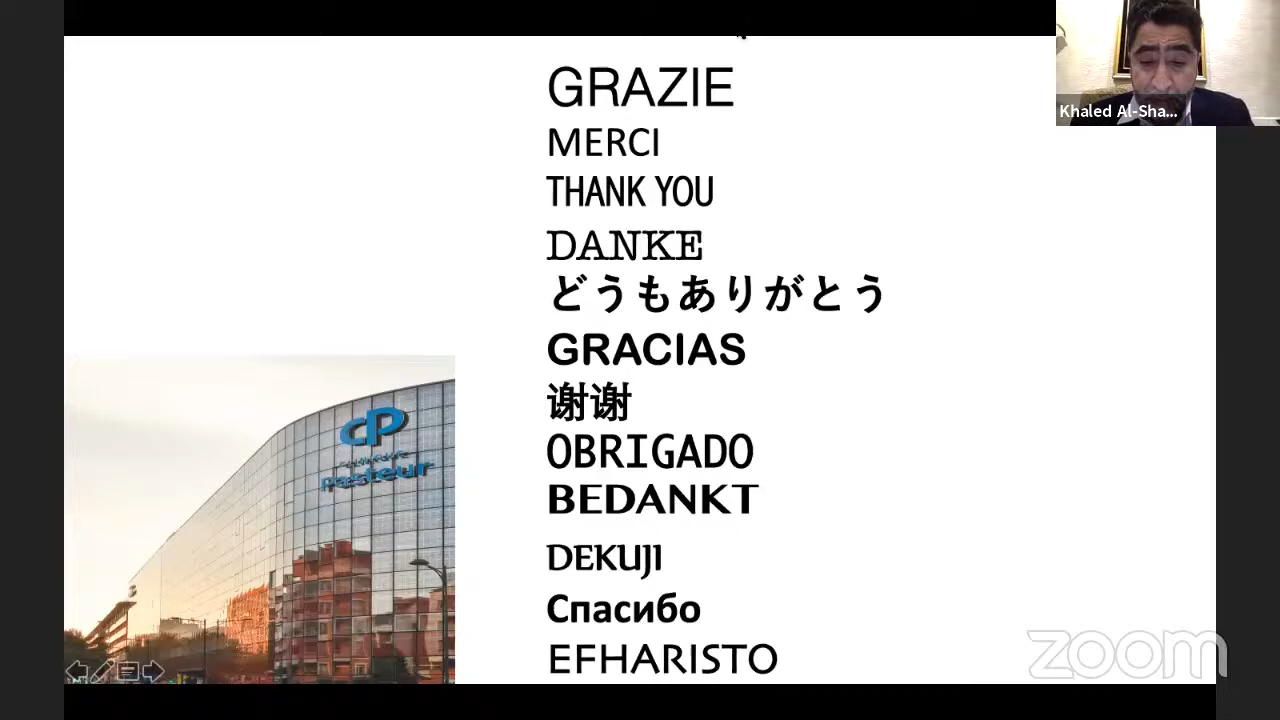 GRAZIE
MERCI
THANK YOU
DANKE
どうもありがとう
GRACIAS
谢谢
OBRIGADO
BEDANKT
DEKUJI
Спасибо
EFHARISTO
Khaled Al-Sha...
CP
Pasteur
zoom